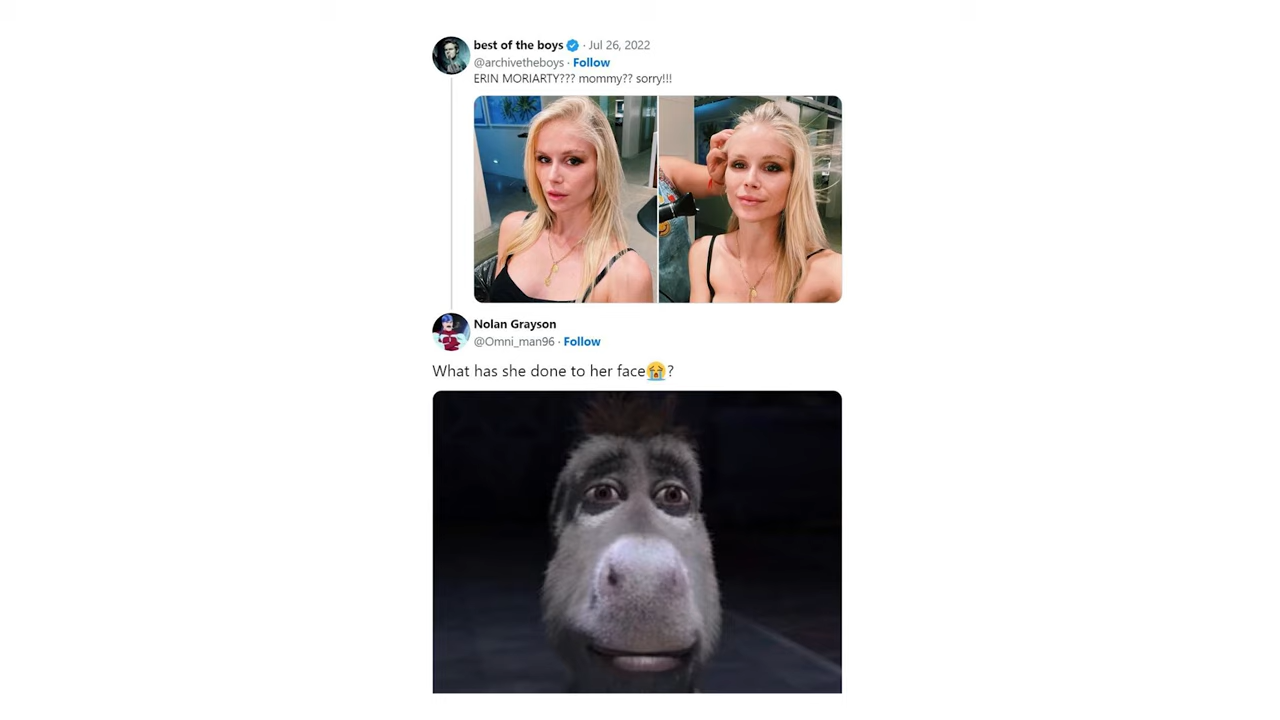 best of the boys · Jul 26, 2022
@archivetheboys · Follow
ERIN MORIARTY??? mommy?? sorry!!!
Nolan Grayson
@Omni_man96 · Follow
What has she done to her face😭?